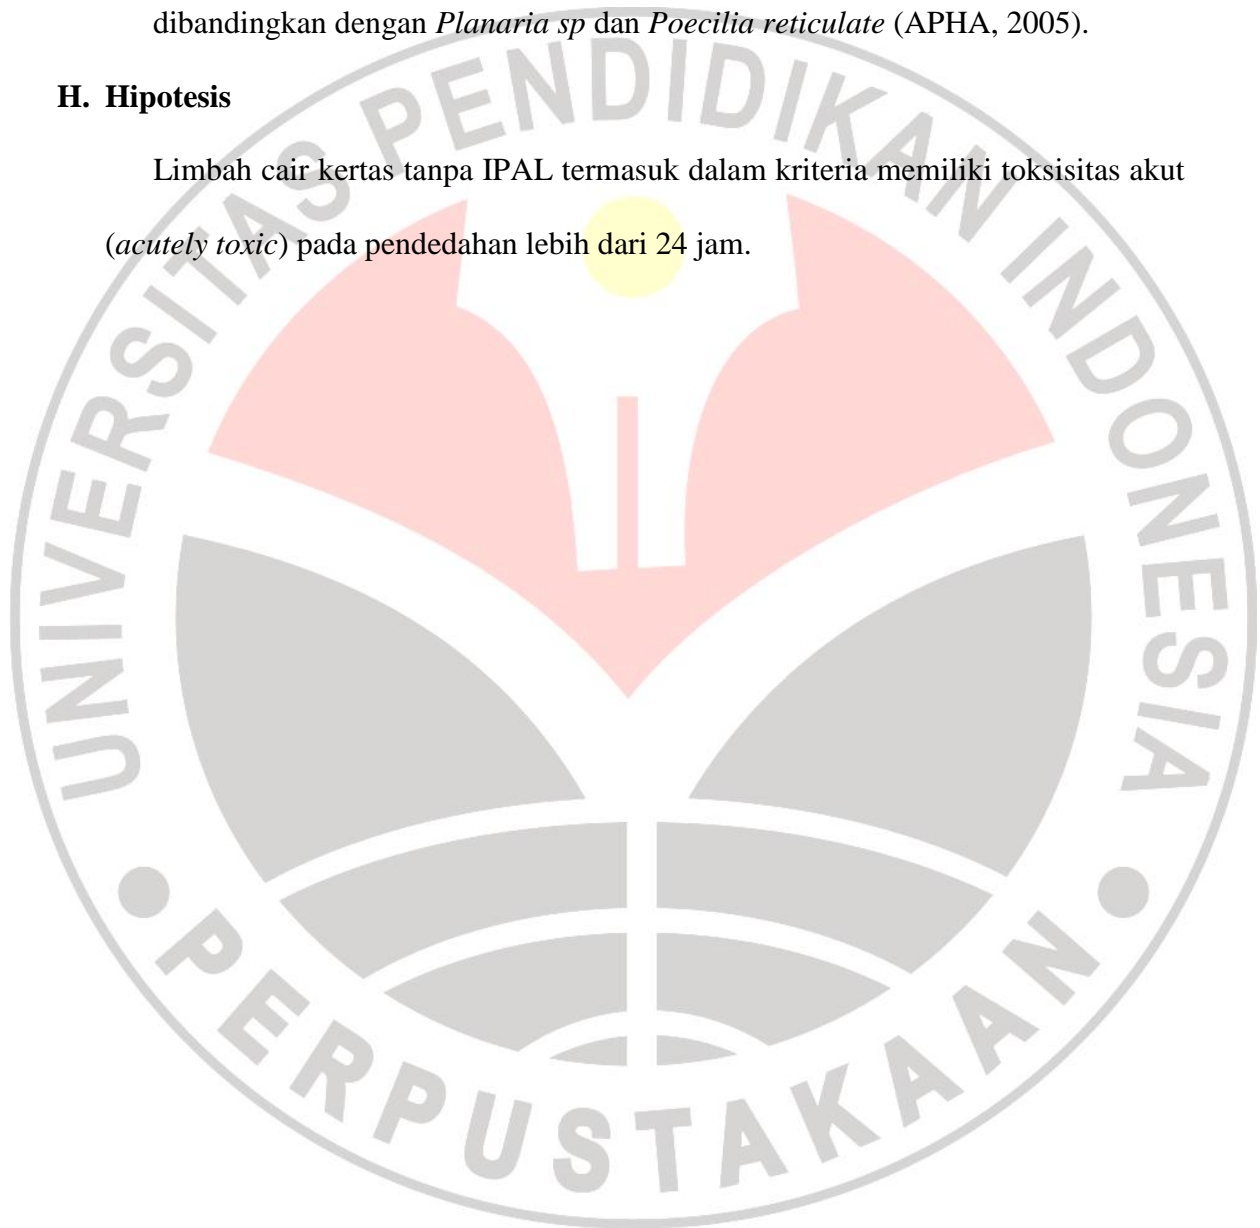 dibandingkan dengan Planaria sp dan Poecilia reticulate (APHA, 2005).
H. Hipotesis
Limbah cair kertas tanpa IPAL termasuk dalam kriteria memiliki toksisitas akut
(acutely toxic) pada pendedahan lebih dari 24 jam.
UNIVERSITAS PENDIDIKAN INDONESIA
PERPUSTAKAAN